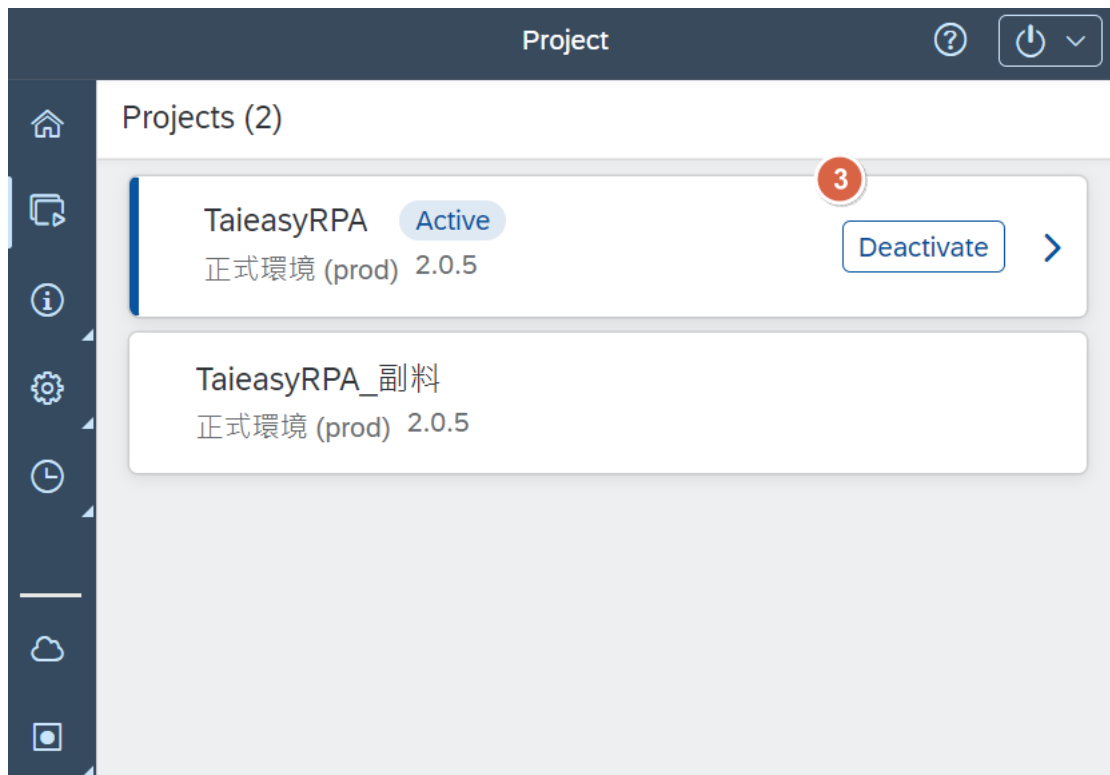 Project
Projects (2)
3
TaieasyRPA Active
正式環境 (prod) 2.0.5
Deactivate
TaieasyRPA_副料
正式環境 (prod) 2.0.5